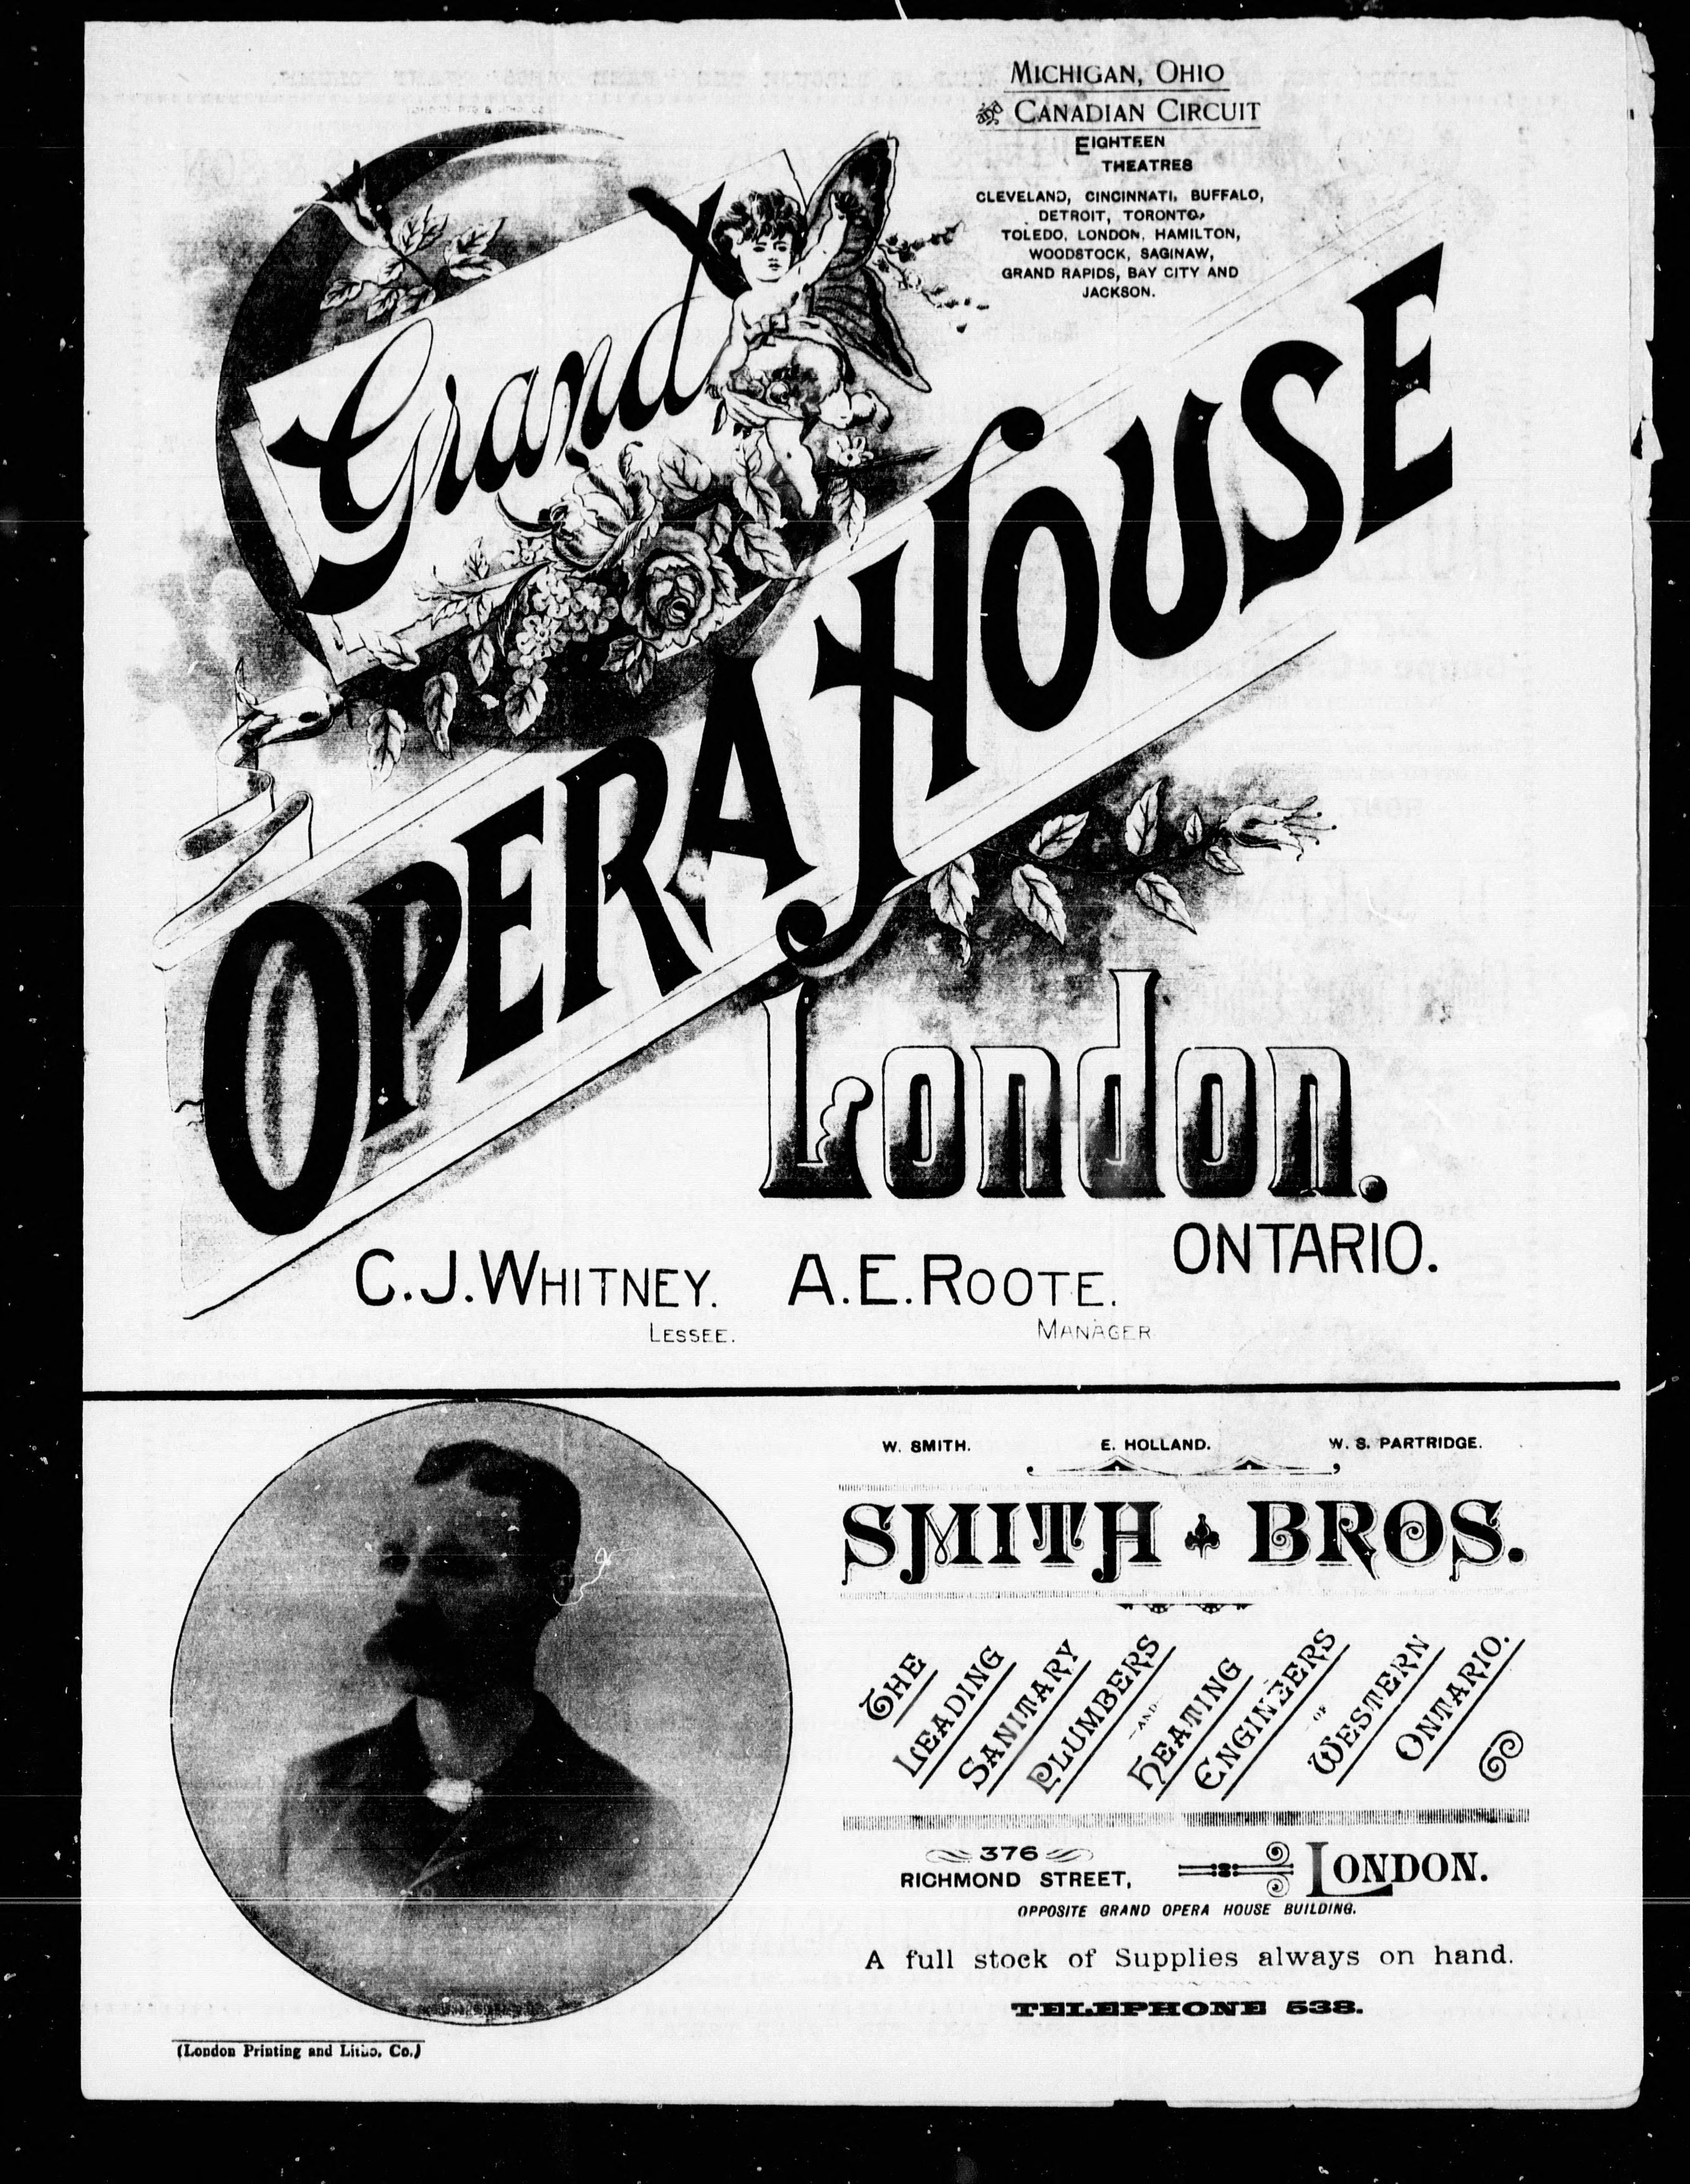 MICHIGAN, OHIO
AND CANADIAN CIRCUIT
EIGHTEEN
THEATRES
CLEVELAND, CINCINNATI, BUFFALO,
DETROIT, TORONTO,
TOLEDO, LONDON, HAMILTON,
WOODSTOCK, SAGINAW,
GRAND RAPIDS, BAY CITY AND
JACKSON.
Grand
OPERA HOUSE
London.
ONTARIO.
C.J. WHITNEY. A.E. ROOTE.
LESSEE. MANAGER
W. SMITH. E. HOLLAND. W. S. PARTRIDGE.
SMITH BROS.
THE
LEADING
SANITARY
PLUMBERS
—AND—
HEATING
ENGINEERS
—OF—
WESTERN
ONTARIO.
376
RICHMOND STREET, LONDON.
OPPOSITE GRAND OPERA HOUSE BUILDING.
A full stock of Supplies always on hand.
TELEPHONE 538.
(London Printing and Litho. Co.)